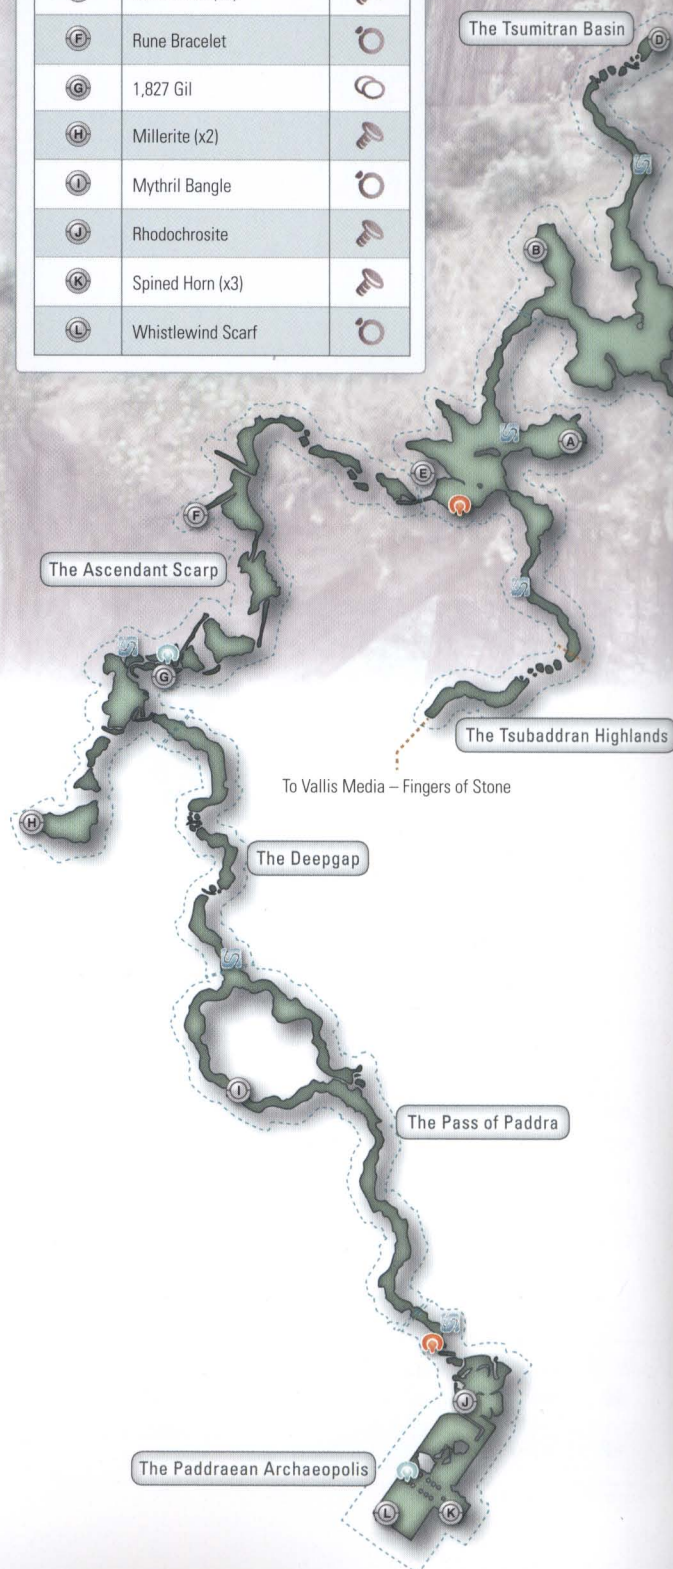 F Rune Bracelet
G 1,827 Gil
H Millerite (x2)
I Mythril Bangle
J Rhodochrosite
K Spined Horn (x3)
L Whistlewind Scarf
The Tsumitran Basin
D
B
A
E
F
The Ascendant Scarp
G
The Tsubaddran Highlands
To Vallis Media – Fingers of Stone
H
The Deepgap
I
The Pass of Paddra
J
The Paddraean Archaeopolis
L
K